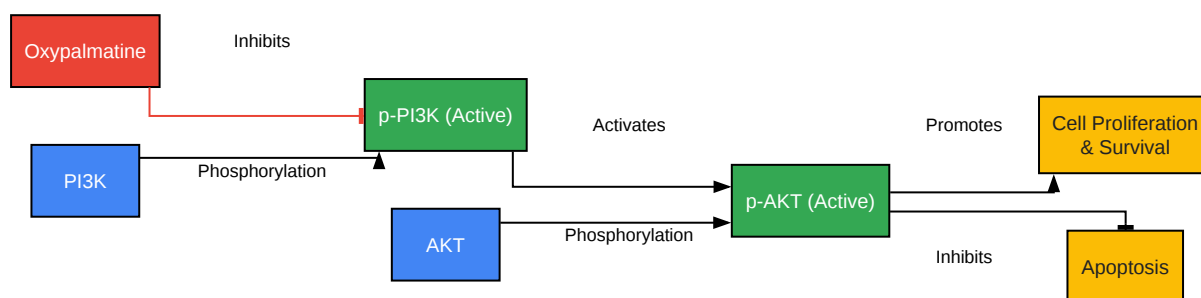 Oxypalmatine
Inhibits
p-PI3K (Active)
Activates
Promotes
Cell Proliferation
& Survival
PI3K
Phosphorylation
p-AKT (Active)
AKT
Phosphorylation
Inhibits
Apoptosis